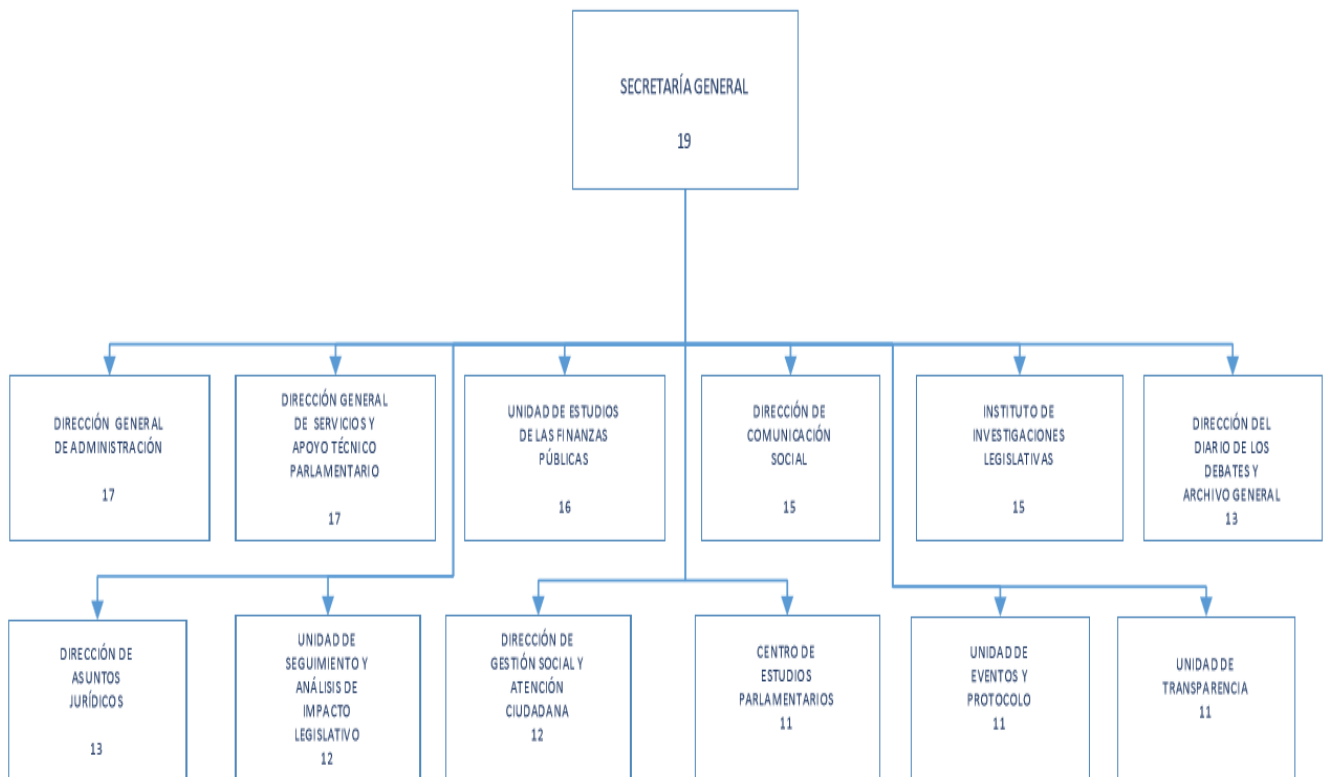 SECRETARÍA GENERAL
19
DIRECCIÓN GENERAL
DE ADMINISTRACIÓN
17
DIRECCIÓN GENERAL
DE SERVICIOS Y
APOYO TÉCNICO
PARLAMENTARIO
17
UNIDAD DE ESTUDIOS
DE LAS FINANZAS
PÚBLICAS
16
DIRECCIÓN DE
COMUNICACIÓN
SOCIAL
15
INSTITUTO DE
INVESTIGACIONES
LEGISLATIVAS
15
DIRECCIÓN DEL
DIARIO DE LOS
DEBATES Y
ARCHIVO GENERAL
13
DIRECCIÓN DE
ASUNTOS
JURÍDICOS
13
UNIDAD DE
SEGUIMIENTO Y
ANÁLISIS DE
IMPACTO
LEGISLATIVO
12
DIRECCIÓN DE
GESTIÓN SOCIAL Y
ATENCIÓN
CIUDADANA
12
CENTRO DE
ESTUDIOS
PARLAMENTARIOS
11
UNIDAD DE
EVENTOS Y
PROTOCOLO
11
UNIDAD DE
TRANSPARENCIA
11